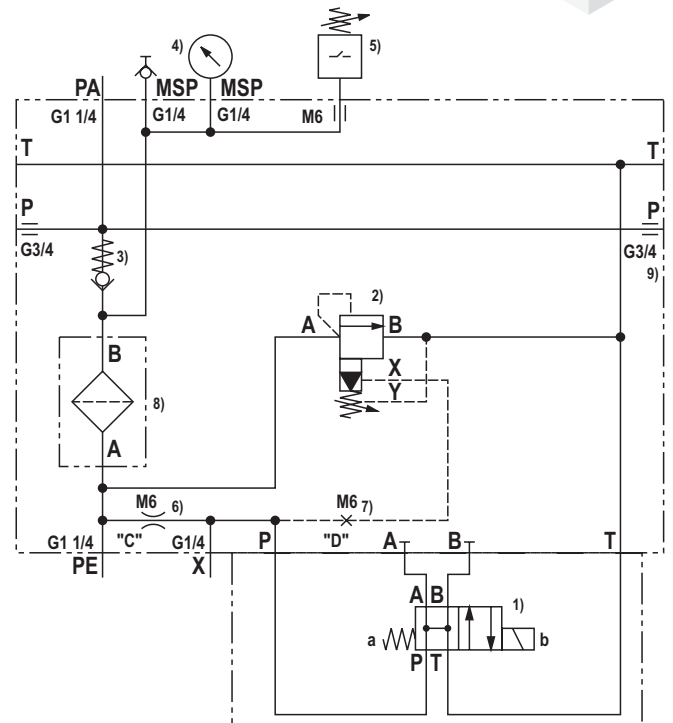 4)
5)
PA MSP MSP
G1 1/4 G1/4 G1/4 M6
T T
P P
G3/4 3) G3/4
9)
2)
A B
B X
Y
8)
A
M6 6) M6 7)
G1 1/4 "C" G1/4 P "D" A B T
PE X
A B 1)
a b
P T